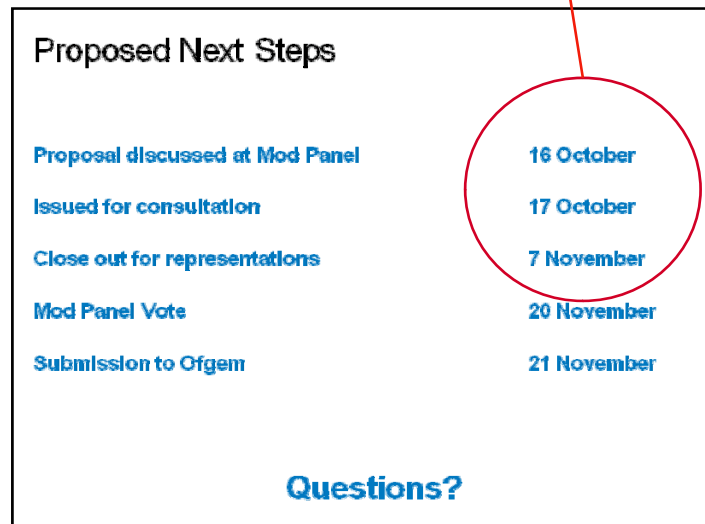 Proposed Next Steps
Proposal discussed at Mod Panel 16 October
Issued for consultation 17 October
Close out for representations 7 November
Mod Panel Vote 20 November
Submission to Ofgem 21 November
Questions?